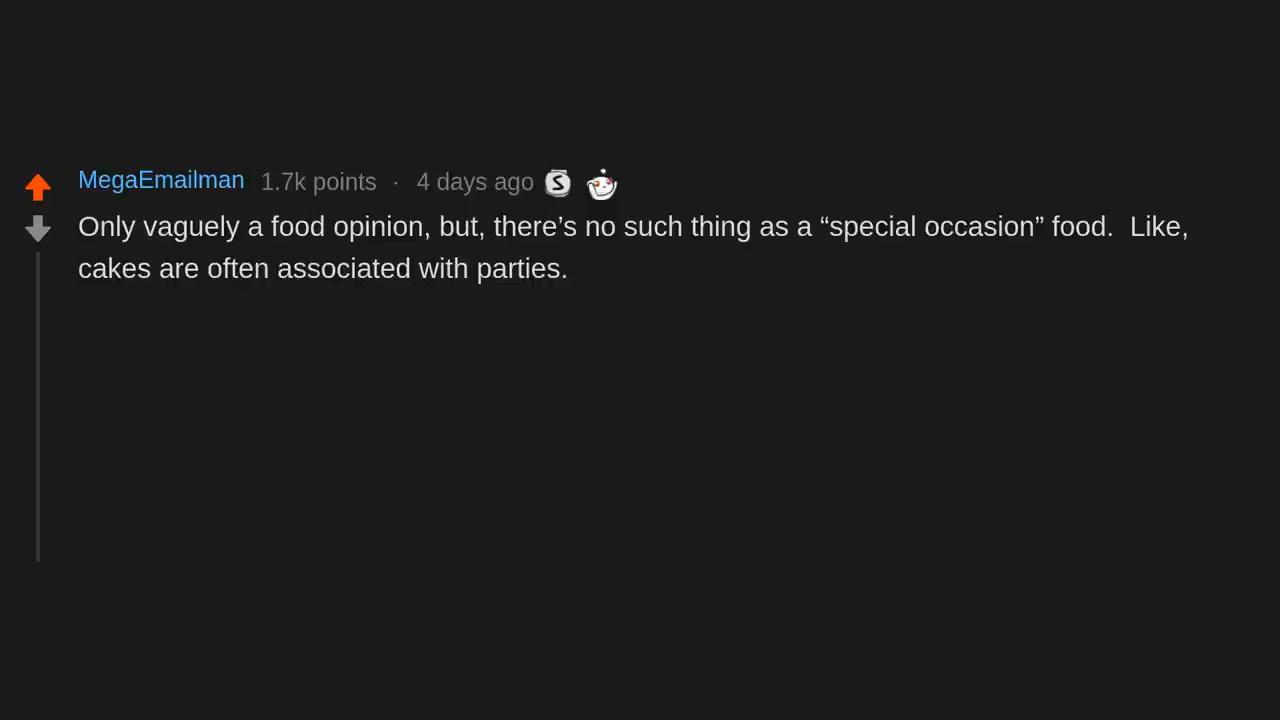 MegaEmailman 1.7k points · 4 days ago
Only vaguely a food opinion, but, there’s no such thing as a “special occasion” food.  Like,
cakes are often associated with parties.